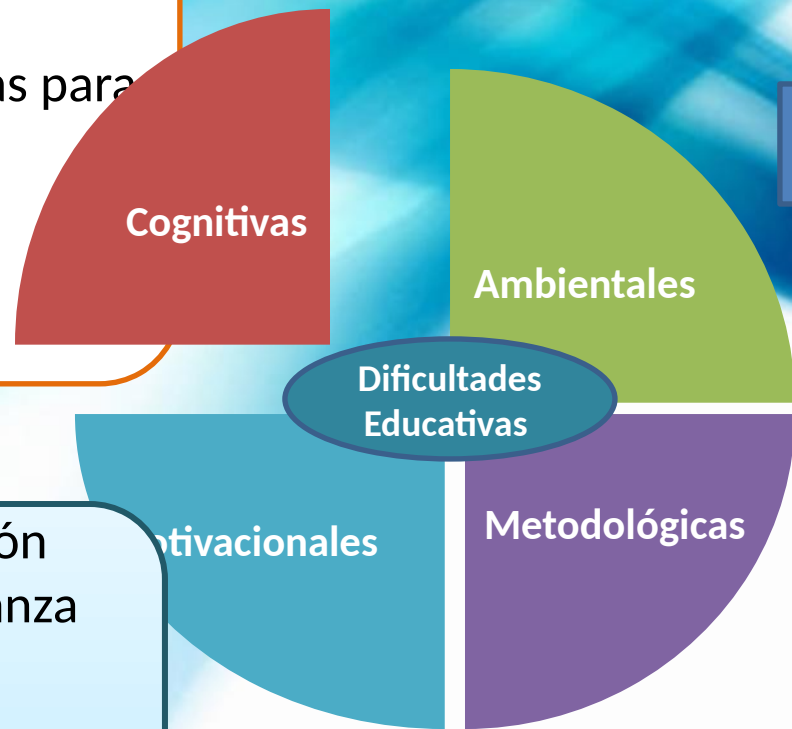 as para
Cognitivas
Ambientales
Dificultades
Educativas
otivacionales
Metodológicas
ón
anza